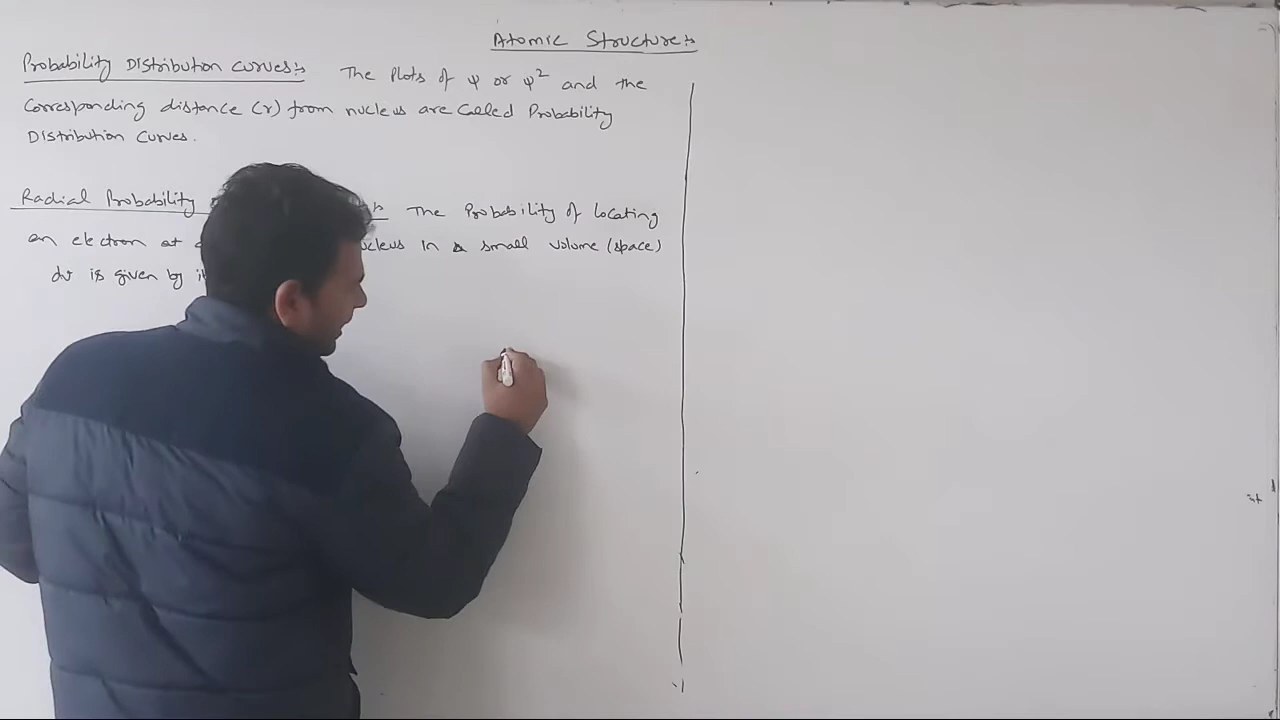 Atomic Structure:
Probability Distribution Curves: The Plots of ψ or ψ² and the
Corresponding distance (r) from nucleus are Called Probability
Distribution Curves.
Radial Probability The Probability of Locating
an electron at in a small volume (space)
dv is given by